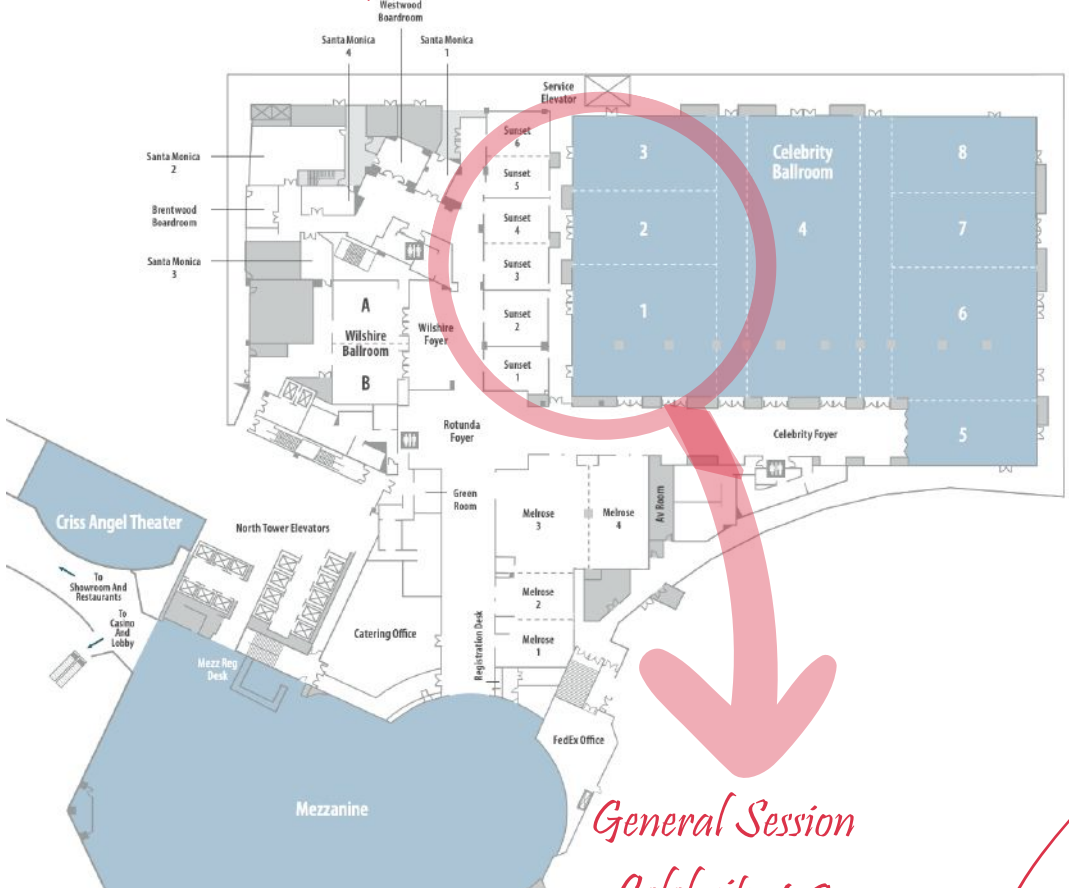 Westwood
Boardroom
Santa Monica
4
Santa Monica
1
Service
Elevator
Santa Monica
2
Brentwood
Boardroom
Santa Monica
3
Sunset
6
Sunset
5
Sunset
4
Sunset
3
Sunset
2
Sunset
1
3
2
1
Celebrity
Ballroom
4
8
7
6
5
A
Wilshire
Ballroom
B
Wilshire
Foyer
Rotunda
Foyer
Celebrity Foyer
Green
Room
Melrose
3
Melrose
4
Av Room
Criss Angel Theater
North Tower Elevators
To
Showroom And
Restaurants
To
Casino
And
Lobby
Melrose
2
Melrose
1
Catering Office
Registration Desk
Mezz Reg
Desk
FedEx Office
Mezzanine
General Session